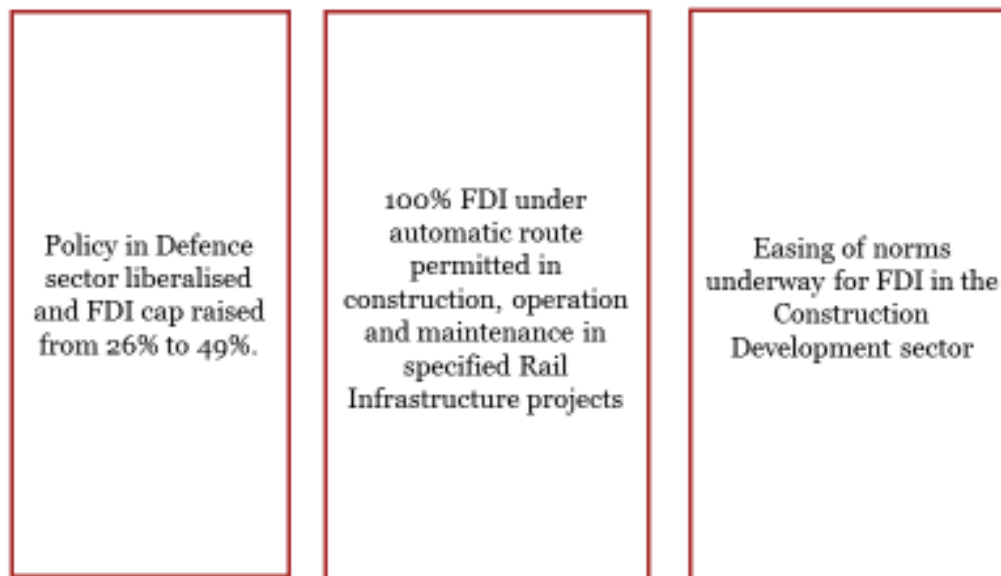 Policy in Defence
sector liberalised
and FDI cap raised
from 26% to 49%.
100% FDI under
automatic route
permitted in
construction, operation
and maintenance in
specified Rail
Infrastructure projects
Easing of norms
underway for FDI in the
Construction
Development sector